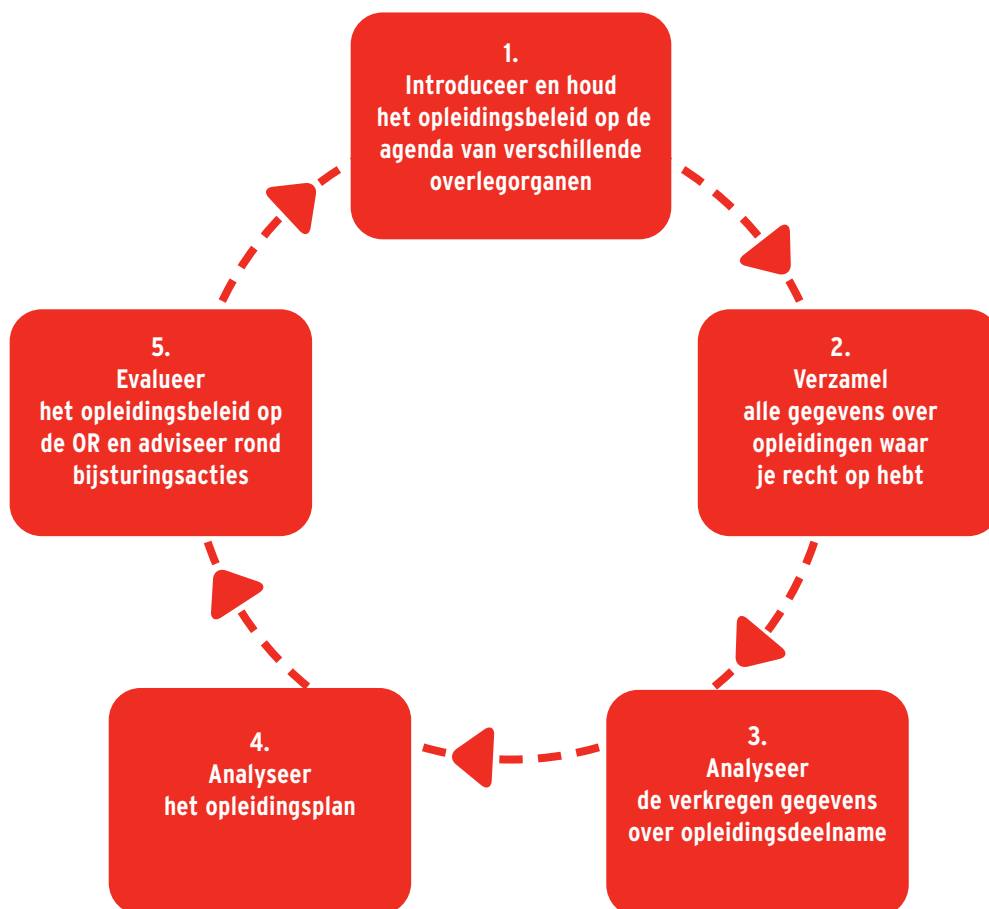 1.
Introduceer en houd
het opleidingsbeleid op de
agenda van verschillende
overlegorganen
2.
Verzamel
alle gegevens over
opleidingen waar
je recht op hebt
3.
Analyseer
de verkregen gegevens
over opleidingsdeelname
4.
Analyseer
het opleidingsplan
5.
Evalueer
het opleidingsbeleid op
de OR en adviseer rond
bijsturingsacties